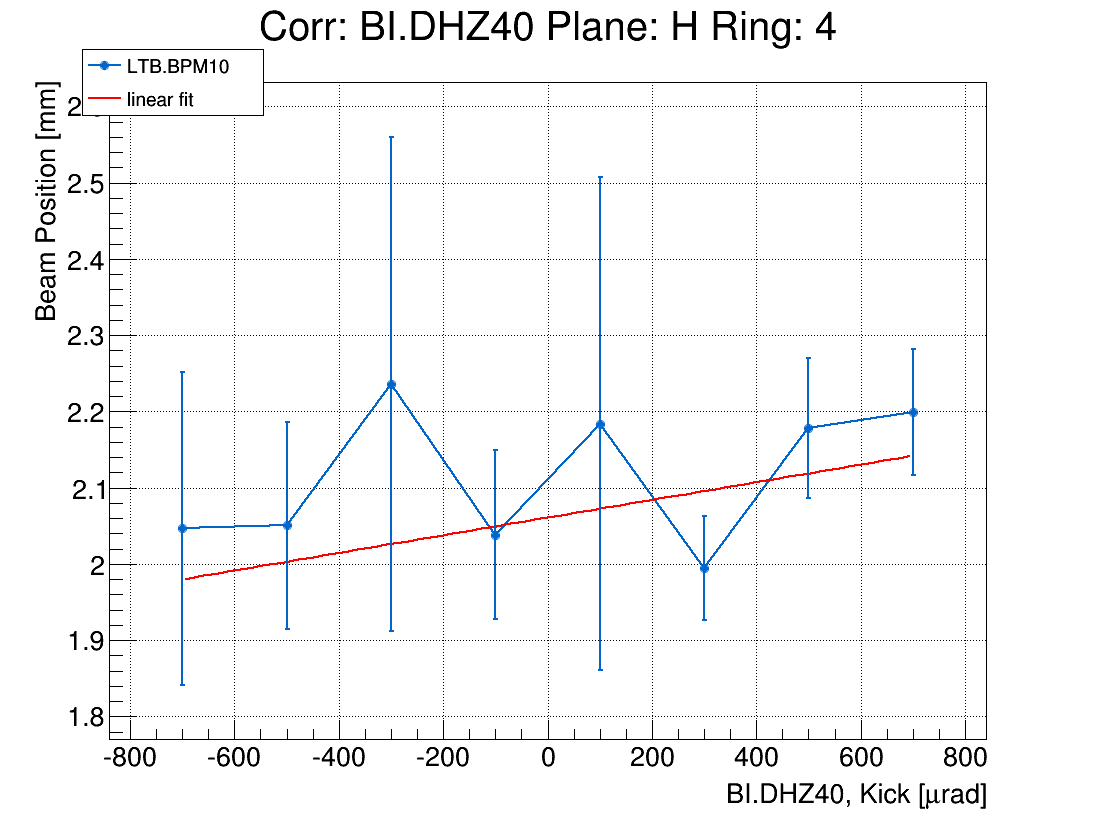 Corr: BI.DHZ40 Plane: H Ring: 4
LTB.BPM10
linear fit
Beam Position [mm]
2.5
2.4
2.3
2.2
2.1
2
1.9
1.8
-800 -600 -400 -200 0 200 400 600 800
BI.DHZ40, Kick [μrad]